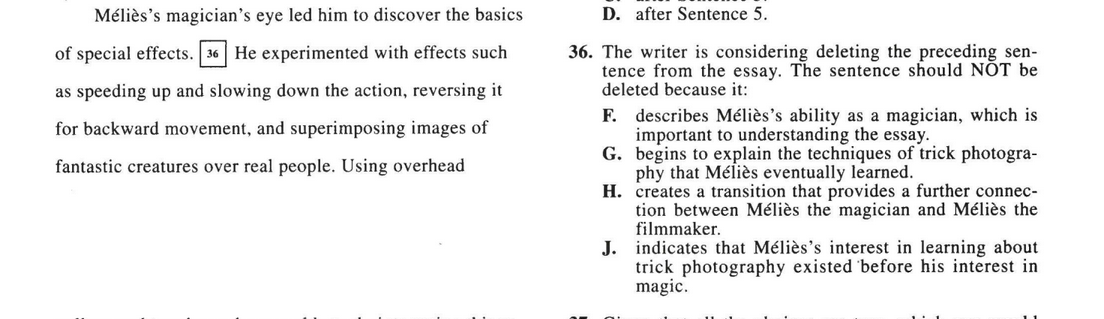 Méliès's magician's eye led him to discover the basics
of special effects. 36 He experimented with effects such
as speeding up and slowing down the action, reversing it
for backward movement, and superimposing images of
fantastic creatures over real people. Using overhead
D. after Sentence 5.
36. The writer is considering deleting the preceding sen-
tence from the essay. The sentence should NOT be
deleted because it:
F. describes Méliès's ability as a magician, which is
important to understanding the essay.
G. begins to explain the techniques of trick photogra-
phy that Méliès eventually learned.
H. creates a transition that provides a further connec-
tion between Méliès the magician and Méliès the
filmmaker.
J. indicates that Méliès's interest in learning about
trick photography existed before his interest in
magic.